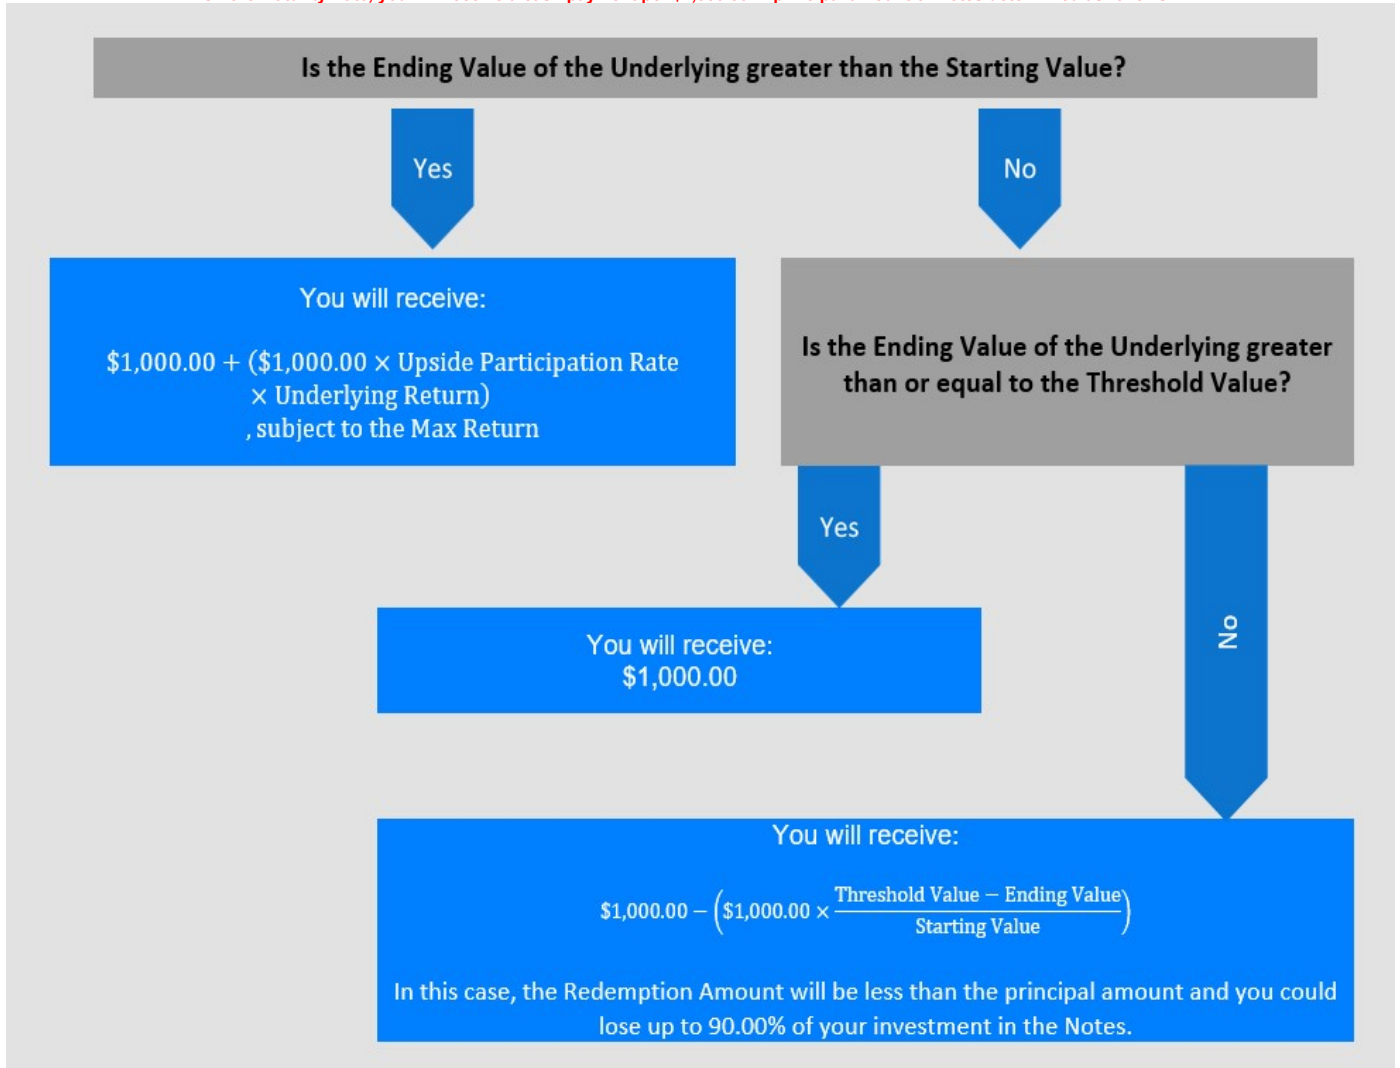 Is the Ending Value of the Underlying greater than the Starting Value?
Yes
No
You will receive:
$1,000.00 + ($1,000.00 × Upside Participation Rate
× Underlying Return)
, subject to the Max Return
Is the Ending Value of the Underlying greater
than or equal to the Threshold Value?
Yes
No
You will receive:
$1,000.00
You will receive:
$1,000.00 − ($1,000.00 × Threshold Value − Ending Value / Starting Value)
In this case, the Redemption Amount will be less than the principal amount and you could
lose up to 90.00% of your investment in the Notes.